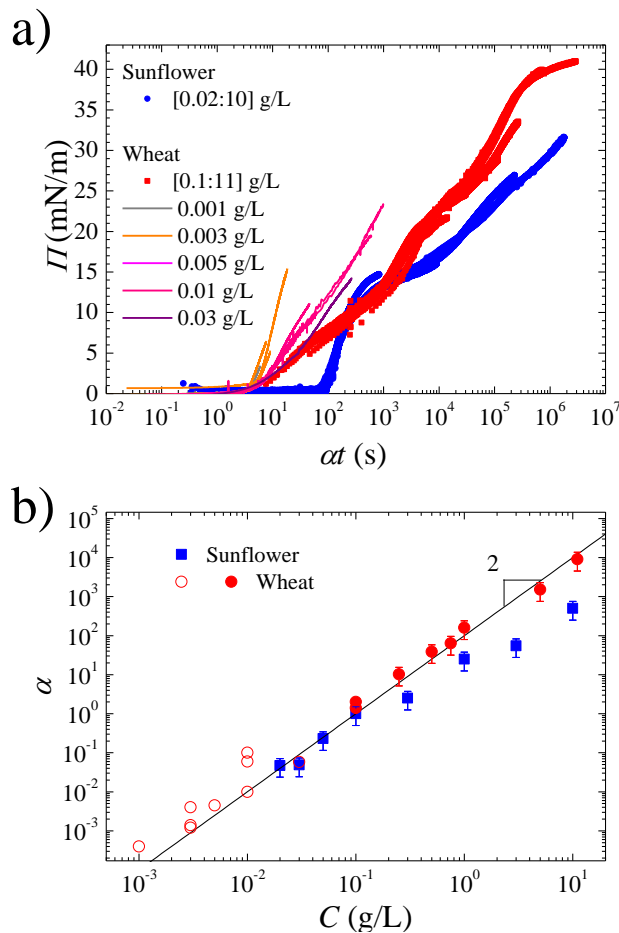 a)
Sunflower
[0.02:10] g/L
Wheat
[0.1:11] g/L
0.001 g/L
0.003 g/L
0.005 g/L
0.01 g/L
0.03 g/L
40
35
30
25
20
15
10
5
0
Π (mN/m)
10⁻² 10⁻¹ 10⁰ 10¹ 10² 10³ 10⁴ 10⁵ 10⁶ 10⁷
αt (s)
b)
Sunflower
Wheat
2
10⁵
10⁴
10³
10²
10¹
10⁰
10⁻¹
10⁻²
10⁻³
α
10⁻³ 10⁻² 10⁻¹ 10⁰ 10¹
C (g/L)